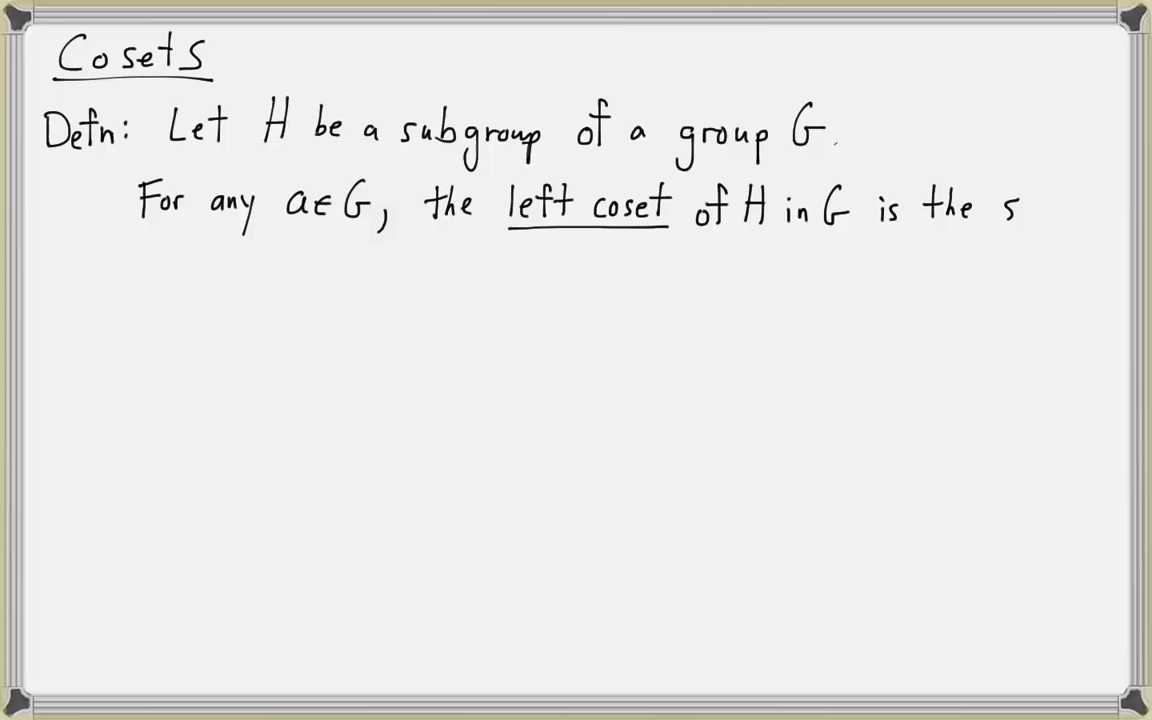 Cosets
Defn: Let H be a subgroup of a group G.
For any a∈G, the left coset of H in G is the s